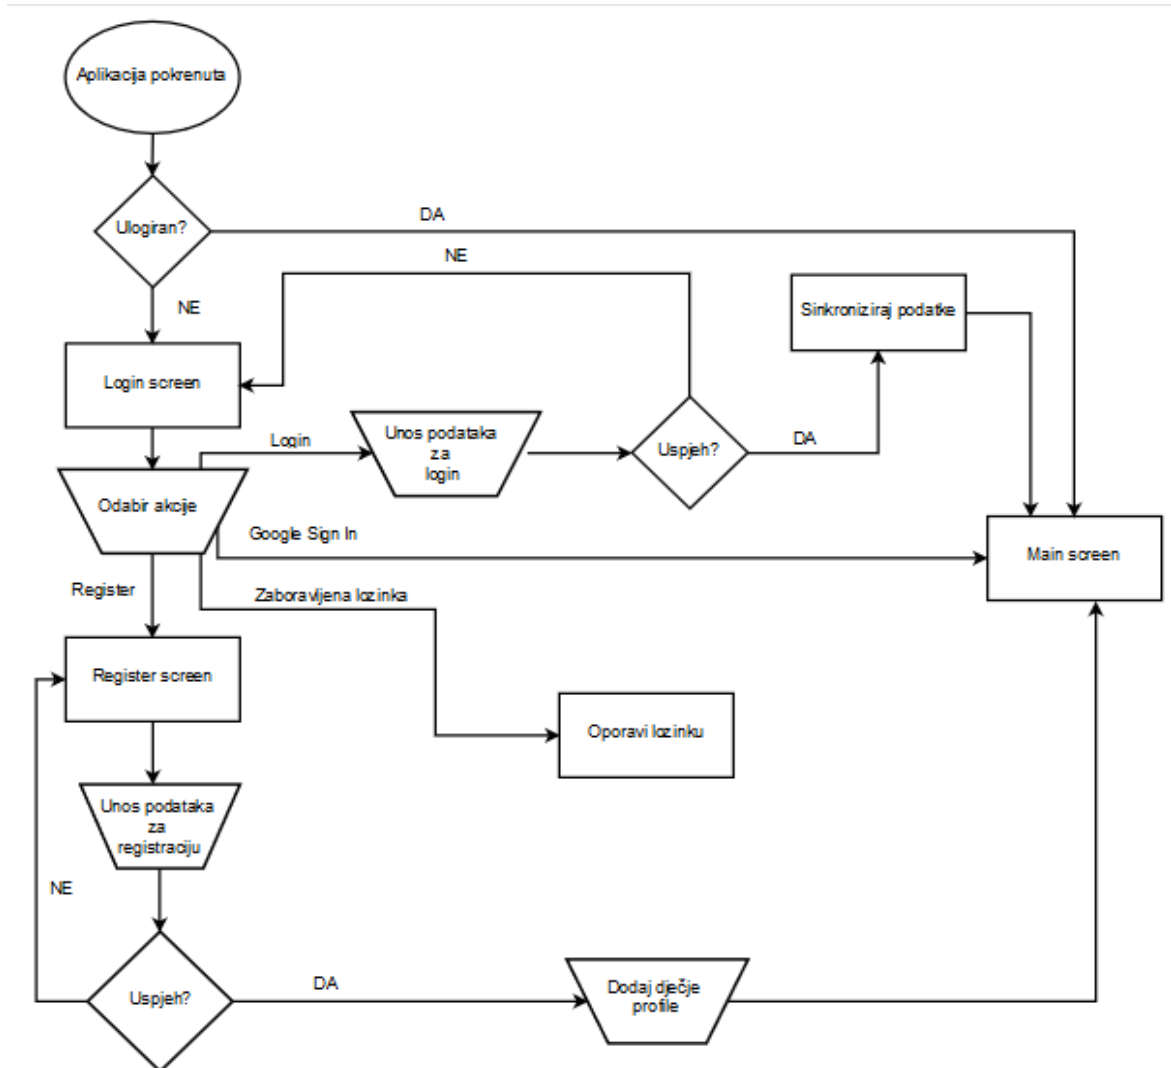 Aplikacija pokrenuta
Ulogiran?
DA
NE
NE
Sinkroniziraj podatke
Login screen
Login
Unos podataka
za
login
Uspjeh?
DA
Odabir akcije
Google Sign In
Main screen
Register
Zaboravljena lozinka
Register screen
Oporavi lozinku
Unos podataka
za
registraciju
NE
Uspjeh?
DA
Dodaj dječje
profile